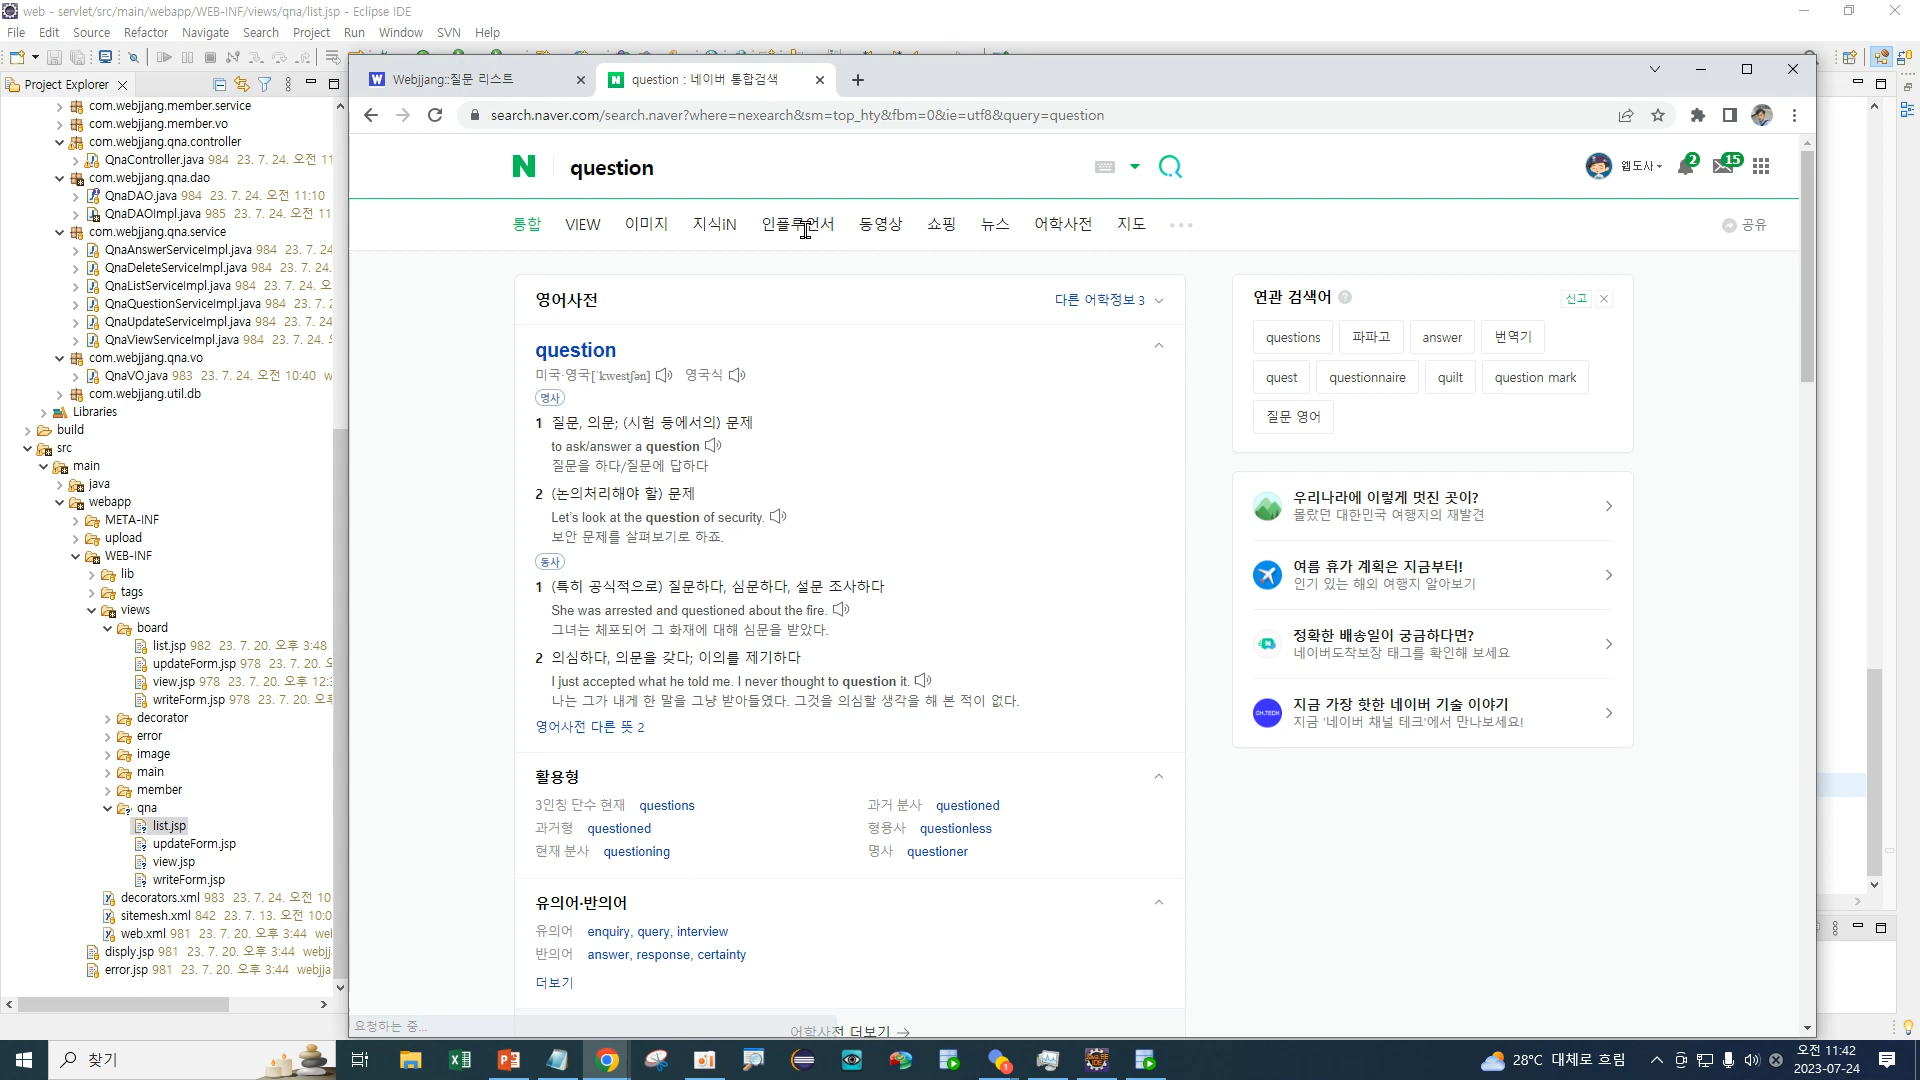 web - servlet/src/main/webapp/WEB-INF/views/qna/list.jsp - Eclipse IDE
File Edit Source Refactor Navigate Search Project Run Window SVN Help
Project Explorer
com.webjjang.member.service
com.webjjang.member.vo
com.webjjang.qna.controller
QnaController.java 984 23. 7. 24. 오전 11
com.webjjang.qna.dao
QnaDAO.java 984 23. 7. 24. 오전 11:10
QnaDAOImpl.java 985 23. 7. 24. 오전 11
com.webjjang.qna.service
QnaAnswerServiceImpl.java 984 23. 7. 24.
QnaDeleteServiceImpl.java 984 23. 7. 24.
QnaListServiceImpl.java 984 23. 7. 24. 오
QnaQuestionServiceImpl.java 984 23. 7. 2
QnaUpdateServiceImpl.java 984 23. 7. 24
QnaViewServiceImpl.java 984 23. 7. 24.
com.webjjang.qna.vo
QnaVO.java 983 23. 7. 24. 오전 10:40 w
com.webjjang.util.db
Libraries
build
src
main
java
webapp
META-INF
upload
WEB-INF
lib
tags
views
board
list.jsp 982 23. 7. 20. 오후 3:48
updateForm.jsp 978 23. 7. 20. 오
view.jsp 978 23. 7. 20. 오후 12:3
writeForm.jsp 978 23. 7. 20. 오후
decorator
error
image
main
member
qna
list.jsp
updateForm.jsp
view.jsp
writeForm.jsp
decorators.xml 983 23. 7. 24. 오전 10
sitemesh.xml 842 23. 7. 13. 오전 10:0
web.xml 981 23. 7. 20. 오후 3:44 we
disply.jsp 981 23. 7. 20. 오후 3:44 webjj
error.jsp 981 23. 7. 20. 오후 3:44 webjja
Webjjang::질문 리스트
question : 네이버 통합검색
search.naver.com/search.naver?where=nexearch&sm=top_hty&fbm=0&ie=utf8&query=question
N question
웹도사
2
15
통합 VIEW 이미지 지식iN 인플루언서 동영상 쇼핑 뉴스 어학사전 지도
공유
영어사전
다른 어학정보 3
question
미국·영국[ˈkwestʃən] 영국식
명사
1 질문, 의문; (시험 등에서의) 문제
to ask/answer a question
질문을 하다/질문에 답하다
2 (논의처리해야 할) 문제
Let's look at the question of security.
보안 문제를 살펴보기로 하죠.
동사
1 (특히 공식적으로) 질문하다, 심문하다, 설문 조사하다
She was arrested and questioned about the fire.
그녀는 체포되어 그 화재에 대해 심문을 받았다.
2 의심하다, 의문을 갖다; 이의를 제기하다
I just accepted what he told me. I never thought to question it.
나는 그가 내게 한 말을 그냥 받아들였다. 그것을 의심할 생각을 해 본 적이 없다.
영어사전 다른 뜻 2
활용형
3인칭 단수 현재 questions 과거 분사 questioned
과거형 questioned 형용사 questionless
현재 분사 questioning 명사 questioner
유의어·반의어
유의어 enquiry, query, interview
반의어 answer, response, certainty
더보기
어학사전 더보기
요청하는 중...
연관 검색어
신고
questions 파파고 answer 번역기
quest questionnaire quilt question mark
질문 영어
우리나라에 이렇게 멋진 곳이?
몰랐던 대한민국 여행지의 재발견
여름 휴가 계획은 지금부터!
인기 있는 해외 여행지 알아보기
정확한 배송일이 궁금하다면?
네이버도착보장 태그를 확인해 보세요
CH.TECH
지금 가장 핫한 네이버 기술 이야기
지금 '네이버 채널 테크'에서 만나보세요!
찾기
28°C 대체로 흐림
오전 11:42
2023-07-24